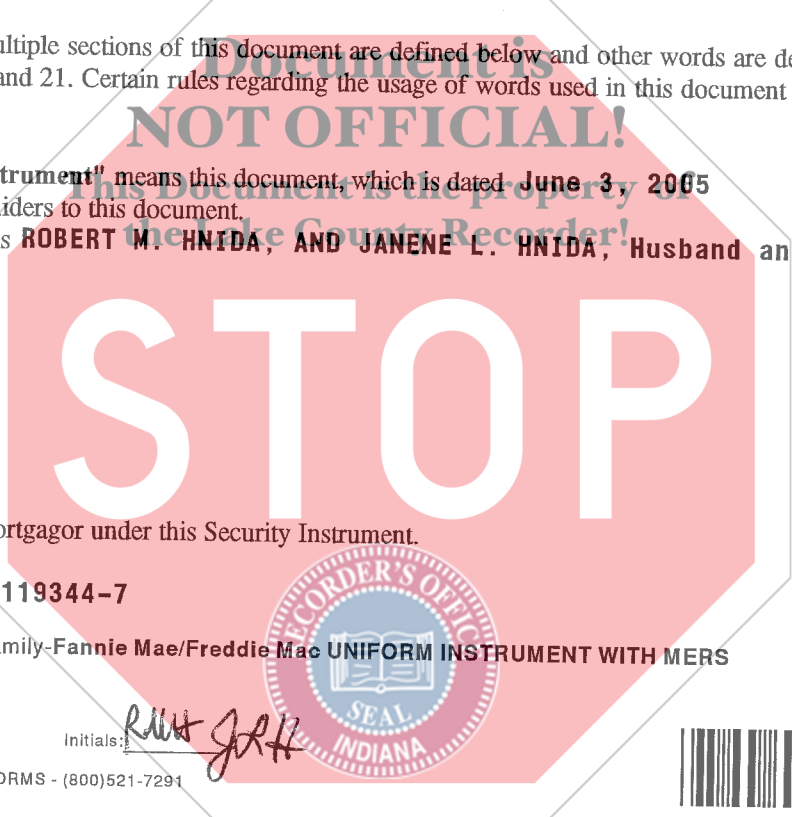 ultiple sections of this document are defined below and other words are de
Document is
and 21. Certain rules regarding the usage of words used in this document
NOT OFFICIAL!
trument" means this document, which is dated June 3, 2005
This Document is the property of
iders to this document.
the Lake County Recorder!
s ROBERT M. HNIDA, AND JANENE L. HNIDA, Husband an
STOP
ortgagor under this Security Instrument.
RECORDER'S OFFIC
119344-7
mily-Fannie Mae/Freddie Mac UNIFORM INSTRUMENT WITH MERS
SEAL
INDIANA
Initials: RMH JLH
ORMS - (800)521-7291